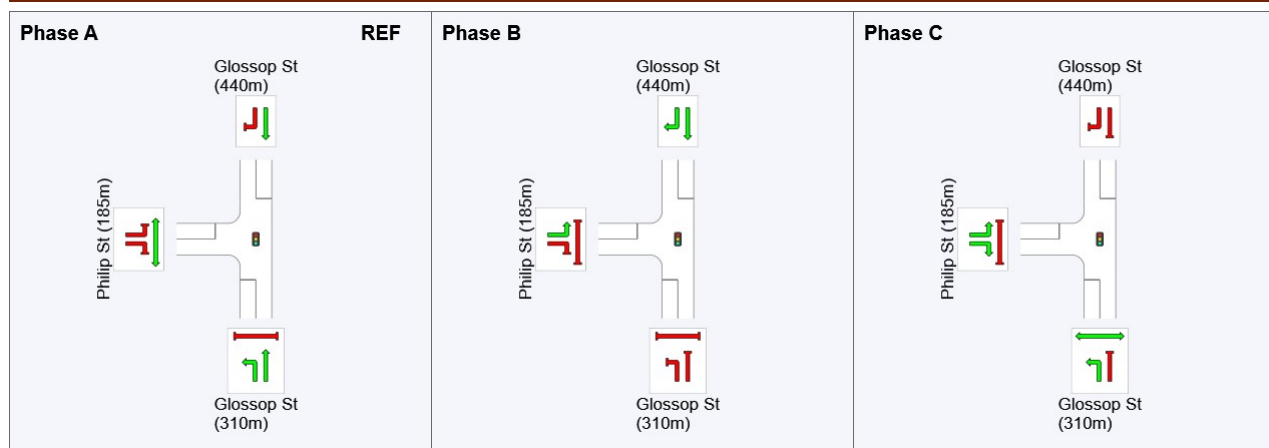 Phase A
REF
Glossop St
(440m)
Philip St (185m)
Glossop St
(310m)
Phase B
Glossop St
(440m)
Philip St (185m)
Glossop St
(310m)
Phase C
Glossop St
(440m)
Philip St (185m)
Glossop St
(310m)